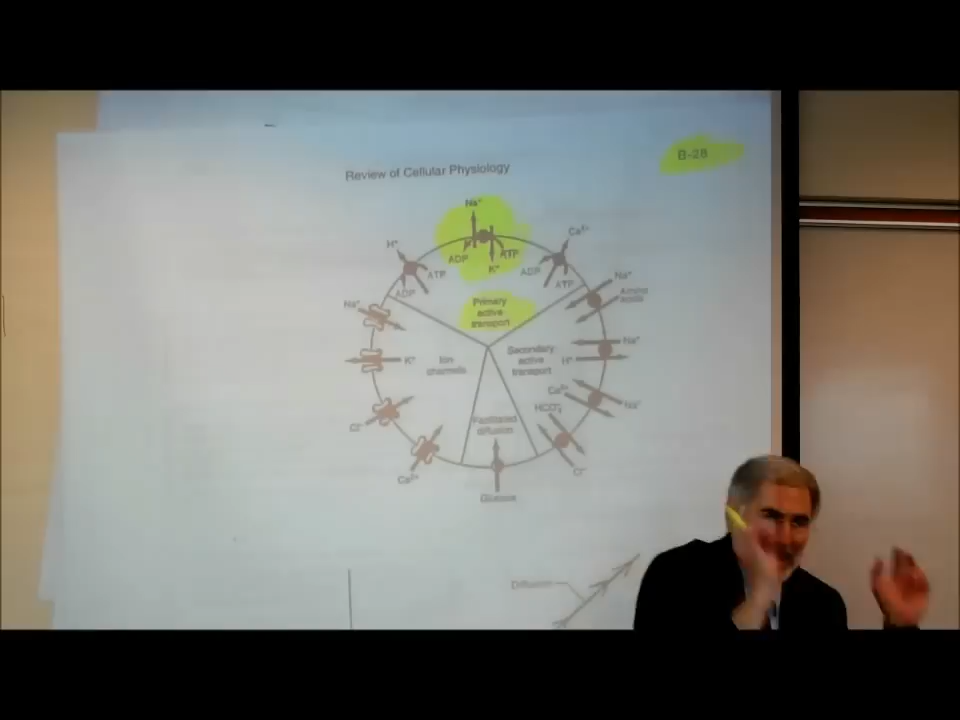 B-28
Review of Cellular Physiology
Na⁺
H⁺
Ca²⁺
ADP
ATP
K⁺
ATP
ADP
ADP
ATP
Na⁺
Amino
acids
Na⁺
Primary
active
transport
Na⁺
H⁺
K⁺
Ion
channels
Secondary
active
transport
Ca²⁺
Na⁺
HCO₃⁻
Cl⁻
Facilitated
diffusion
Cl⁻
Ca²⁺
Glucose
Diffusion